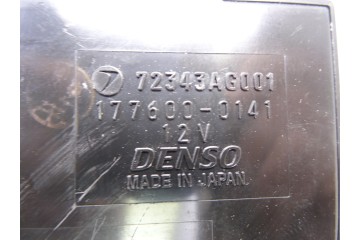 72343AG001
177600-0141
12V
DENSO
MADE IN JAPAN.